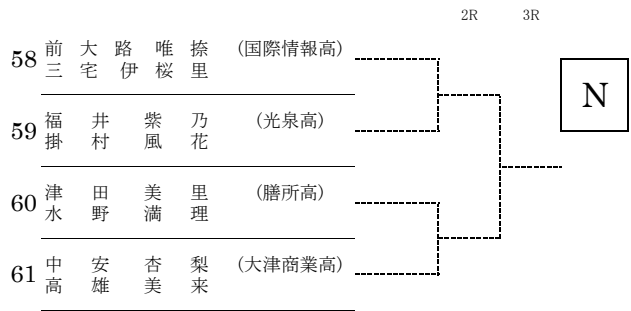 2R 3R
58 前大路唯捺 (国際情報高)
三宅伊桜里
N
59 福井紫乃 (光泉高)
掛村風花
60 津田美里 (膳所高)
水野満理
61 中安杏梨 (大津商業高)
高雄美来